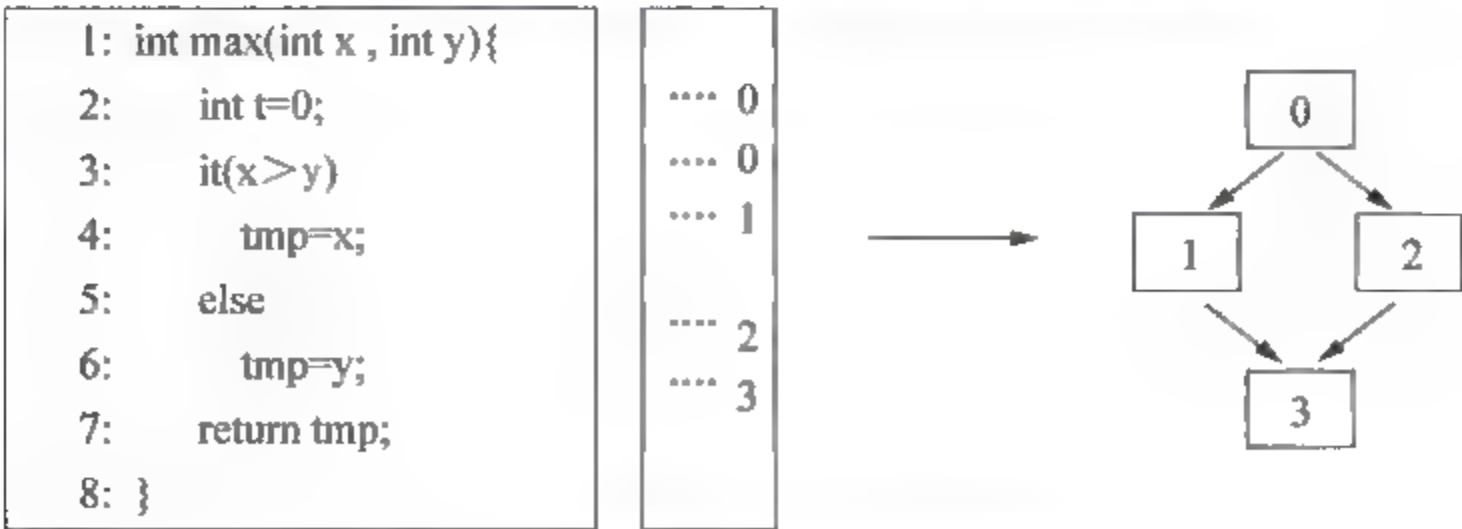 1: int max(int x , int y){
2: int t=0;
3: it(x>y)
4: tmp=x;
5: else
6: tmp=y;
7: return tmp;
8: }
.... 0
.... 0
.... 1
.... 2
.... 3
0
1 2
3